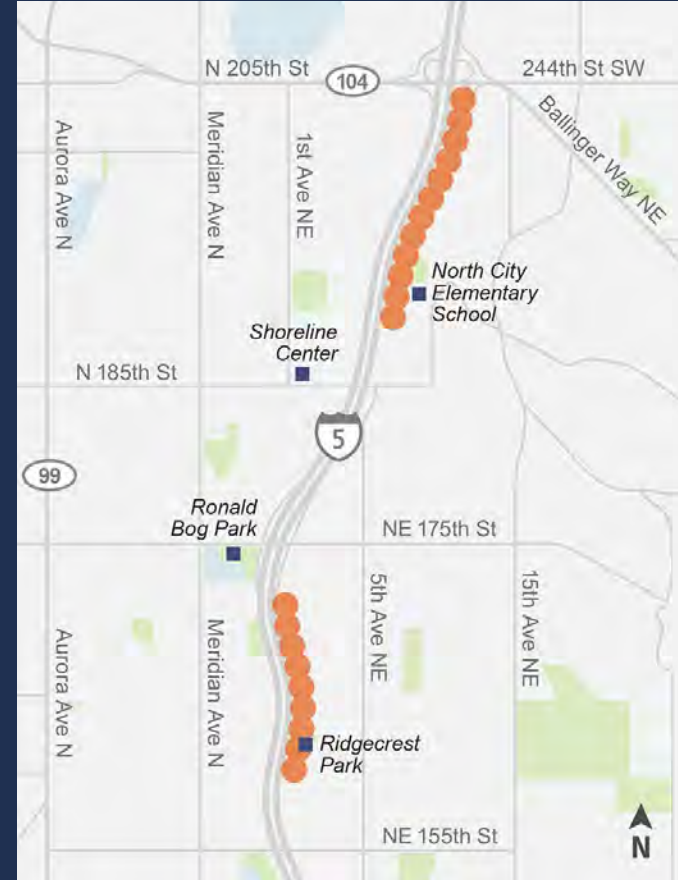 N 205th St
104
244th St SW
Ballinger Way NE
Aurora Ave N
Meridian Ave N
1st Ave NE
North City
Elementary
School
Shoreline
Center
N 185th St
5
99
Ronald
Bog Park
NE 175th St
5th Ave NE
15th Ave NE
Aurora Ave N
Meridian Ave N
Ridgecrest
Park
NE 155th St
N